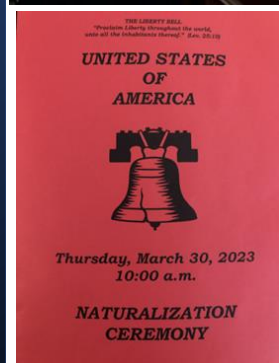 THE LIBERTY BELL
"Proclaim Liberty throughout the world,
unto all the inhabitants thereof." (Lev. 25:10)
UNITED STATES
OF
AMERICA
Thursday, March 30, 2023
10:00 a.m.
NATURALIZATION
CEREMONY